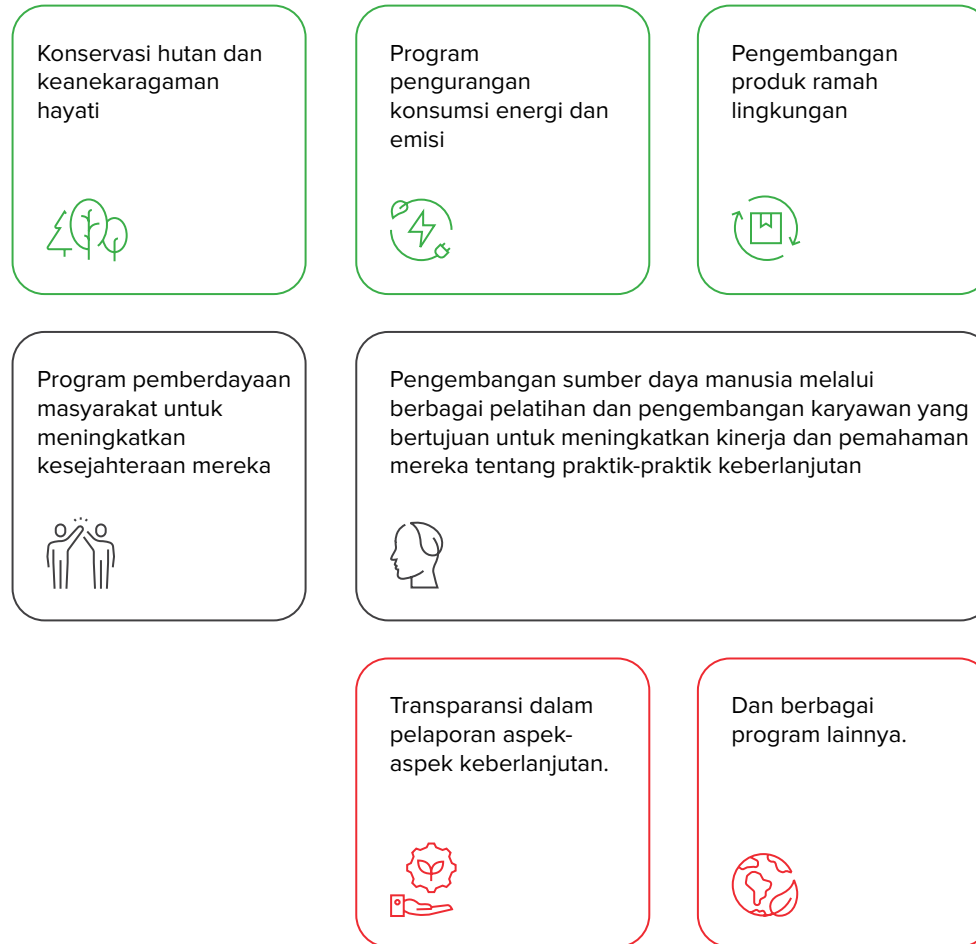 Konservasi hutan dan
keanekaragaman
hayati
Program
pengurangan
konsumsi energi dan
emisi
Pengembangan
produk ramah
lingkungan
Program pemberdayaan
masyarakat untuk
meningkatkan
kesejahteraan mereka
Pengembangan sumber daya manusia melalui
berbagai pelatihan dan pengembangan karyawan yang
bertujuan untuk meningkatkan kinerja dan pemahaman
mereka tentang praktik-praktik keberlanjutan
Transparansi dalam
pelaporan aspek-
aspek keberlanjutan.
Dan berbagai
program lainnya.